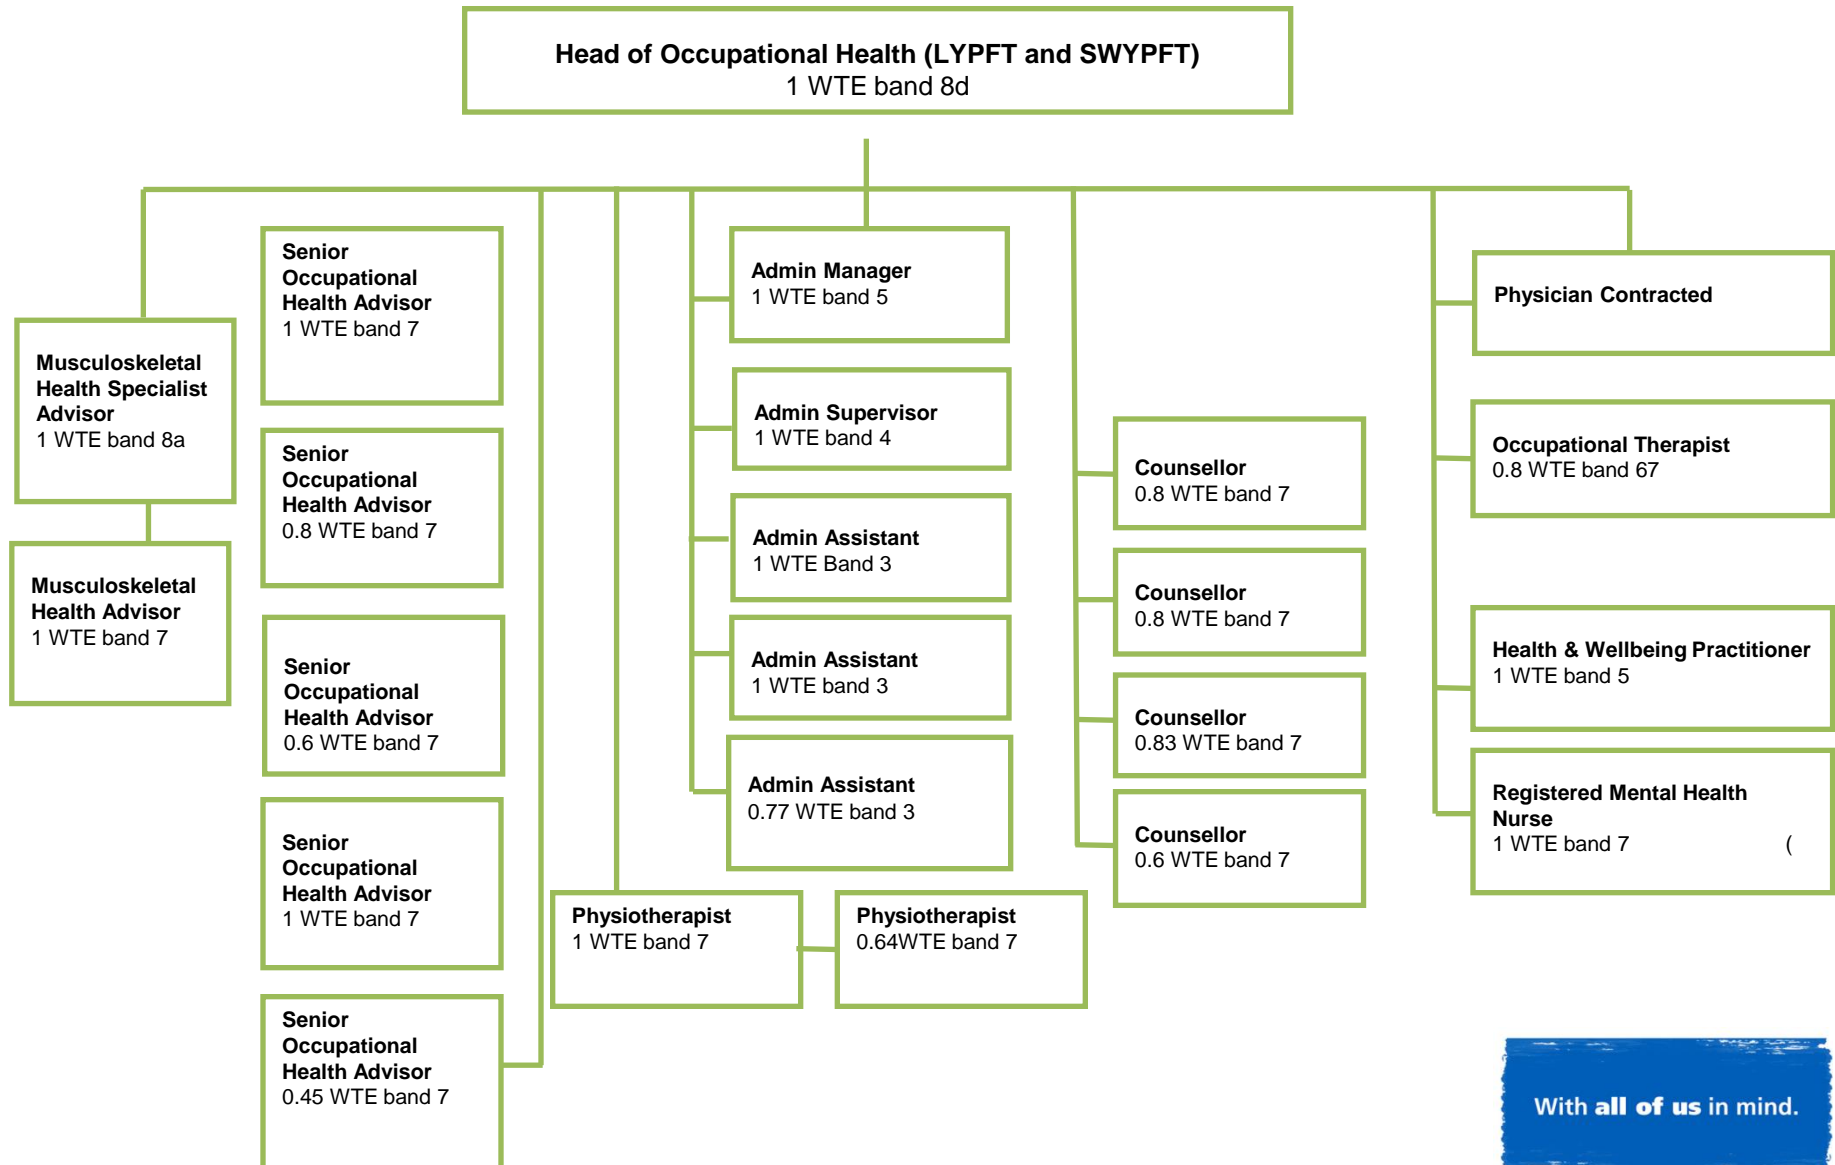 Head of Occupational Health (LYPFT and SWYPFT)
1 WTE band 8d
Musculoskeletal
Health Specialist
Advisor
1 WTE band 8a
Musculoskeletal
Health Advisor
1 WTE band 7
Senior
Occupational
Health Advisor
1 WTE band 7
Senior
Occupational
Health Advisor
0.8 WTE band 7
Senior
Occupational
Health Advisor
0.6 WTE band 7
Senior
Occupational
Health Advisor
1 WTE band 7
Senior
Occupational
Health Advisor
0.45 WTE band 7
Admin Manager
1 WTE band 5
Admin Supervisor
1 WTE band 4
Admin Assistant
1 WTE Band 3
Admin Assistant
1 WTE band 3
Admin Assistant
0.77 WTE band 3
Physiotherapist
1 WTE band 7
Physiotherapist
0.64WTE band 7
Counsellor
0.8 WTE band 7
Counsellor
0.8 WTE band 7
Counsellor
0.83 WTE band 7
Counsellor
0.6 WTE band 7
Physician Contracted
Occupational Therapist
0.8 WTE band 67
Health & Wellbeing Practitioner
1 WTE band 5
Registered Mental Health
Nurse
1 WTE band 7 (
With all of us in mind.